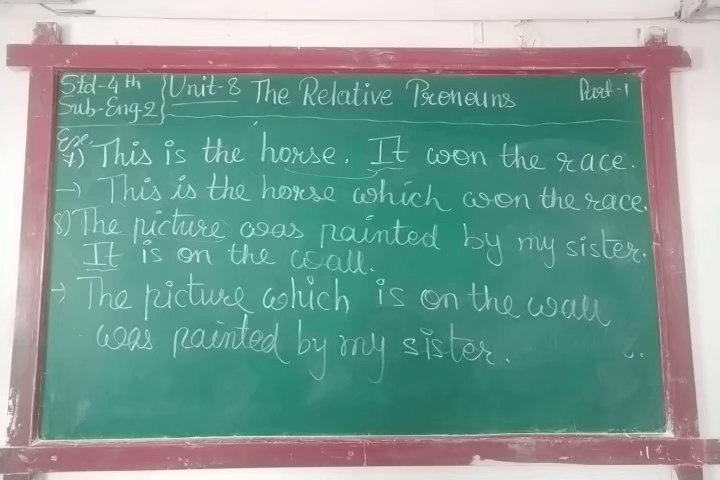 Std-4th
Sub-Eng-2
Unit-8 The Relative Pronouns
Part-1
Ex.
7) This is the horse. It won the race.
→ This is the horse which won the race.
8) The picture was painted by my sister.
It is on the wall.
→ The picture which is on the wall
was painted by my sister.